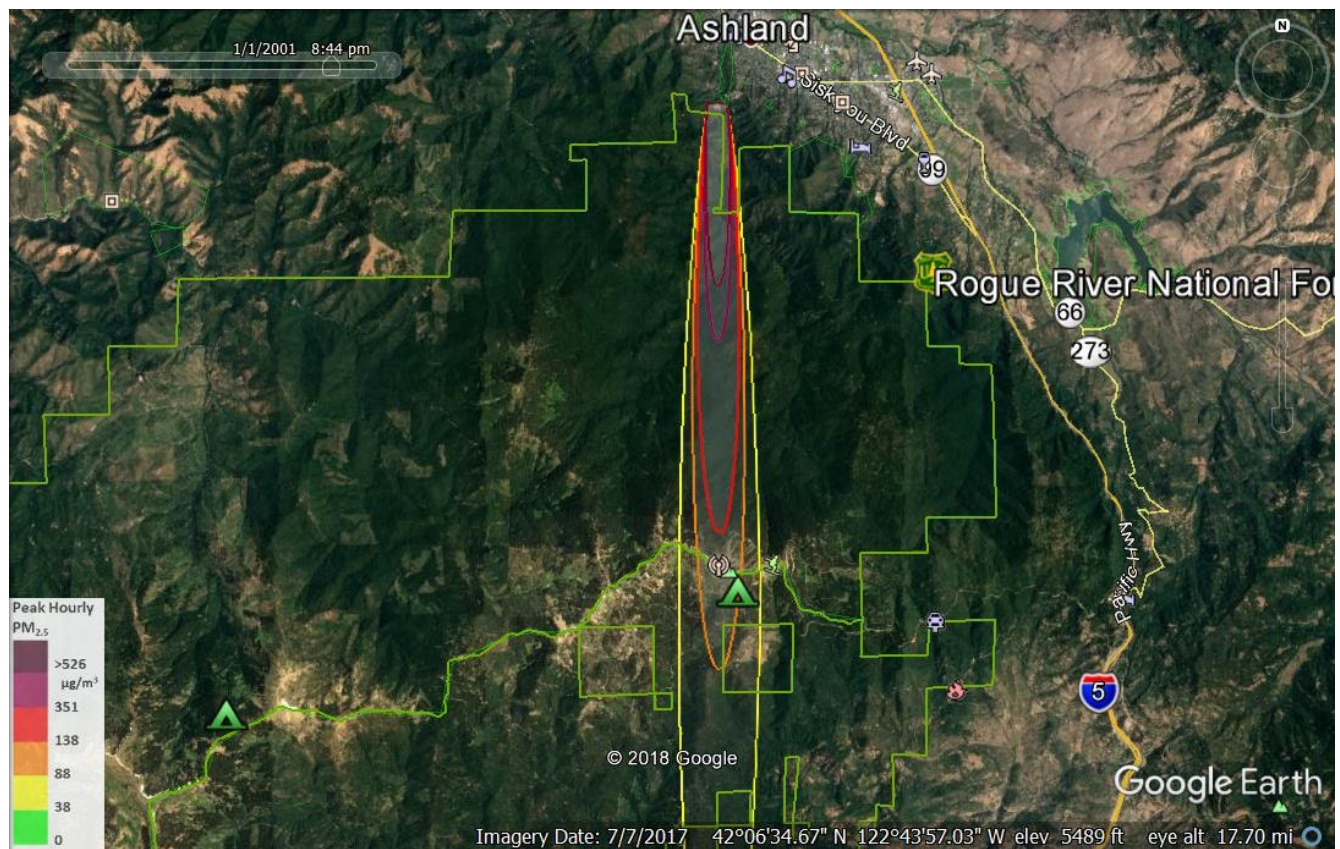 Ashland
N
1/1/2001 8:44 pm
Siskiyou Blvd
99
Rogue River National For
66
273
Pacific Hwy
5
Peak Hourly
PM2.5
>526
µg/m³
351
138
88
38
0
© 2018 Google
Google Earth
Imagery Date: 7/7/2017 42°06'34.67" N 122°43'57.03" W elev 5489 ft eye alt 17.70 mi